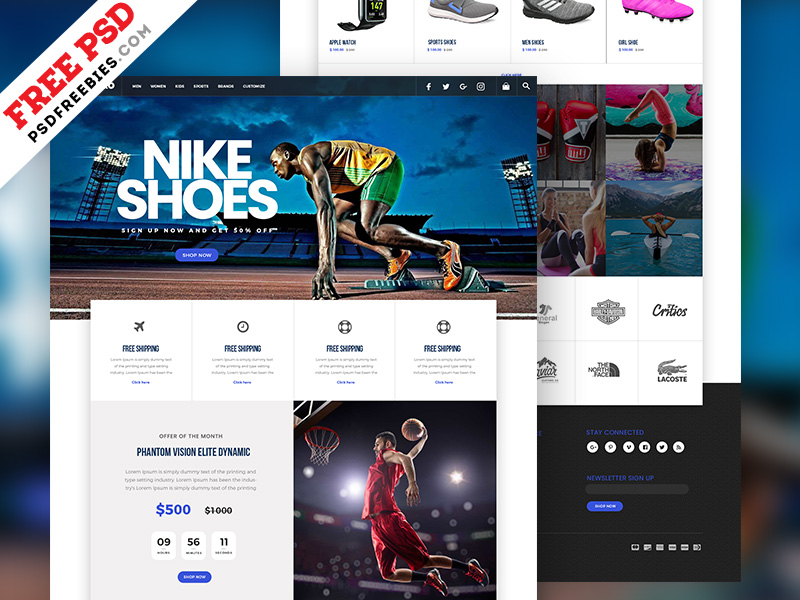 FREE PSD
PSDFREEBIES.COM
MEN WOMEN KIDS SPORTS BRANDS CUSTOMIZE
NIKE
SHOES
SIGN UP NOW AND GET 50% OFF
SHOP NOW
FREE SHIPPING
Lorem Ipsum is simply dummy text
of the printing and type setting
industry. Lorem Ipsum has been the
Click here
FREE SHIPPING
Lorem Ipsum is simply dummy text
of the printing and type setting
industry. Lorem Ipsum has been the
Click here
FREE SHIPPING
Lorem Ipsum is simply dummy text
of the printing and type setting
industry. Lorem Ipsum has been the
Click here
FREE SHIPPING
Lorem Ipsum is simply dummy text
of the printing and type setting
industry. Lorem Ipsum has been the
Click here
OFFER OF THE MONTH
PHANTOM VISION ELITE DYNAMIC
Lorem Ipsum is simply dummy text of the printing and
type setting industry. Lorem Ipsum has been the indus
try's Lorem Ipsum is simply dummy text of the
$500 $1000
09 56 11
HOURS MINUTES SECONDS
SHOP NOW
APPLE WATCH
$ 100.00
SPORTS SHOES
$ 100.00
MEN SHOES
$ 100.00
GIRL SHOE
$ 100.00
HARLEY-DAVIDSON
Critios
THE
NORTH
FACE
LACOSTE
STAY CONNECTED
NEWSLETTER SIGN UP
SHOP NOW